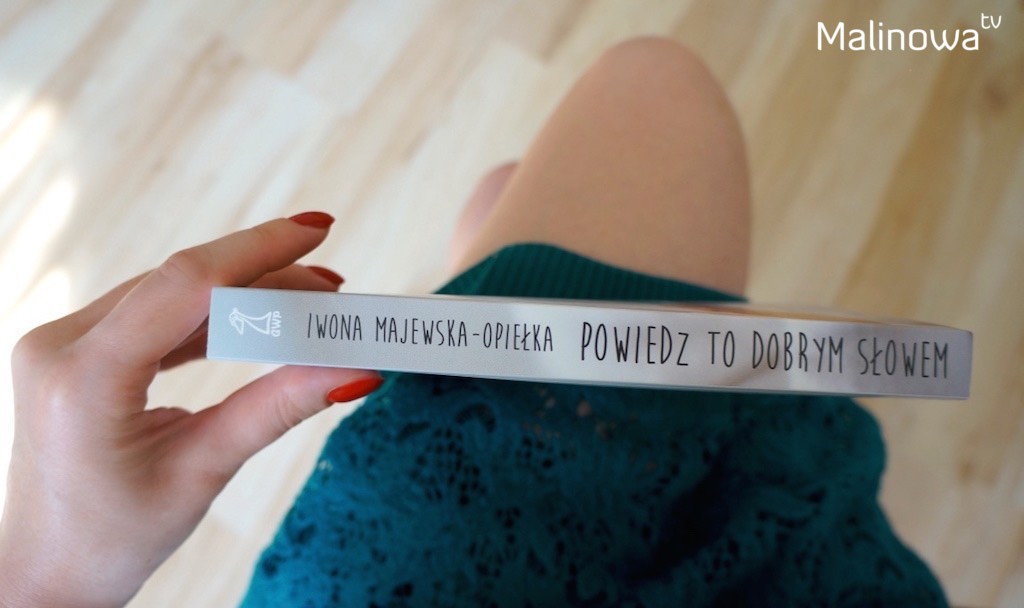 Malinowa tv
GWP IWONA MAJEWSKA-OPIEŁKA POWIEDZ TO DOBRYM SŁOWEM